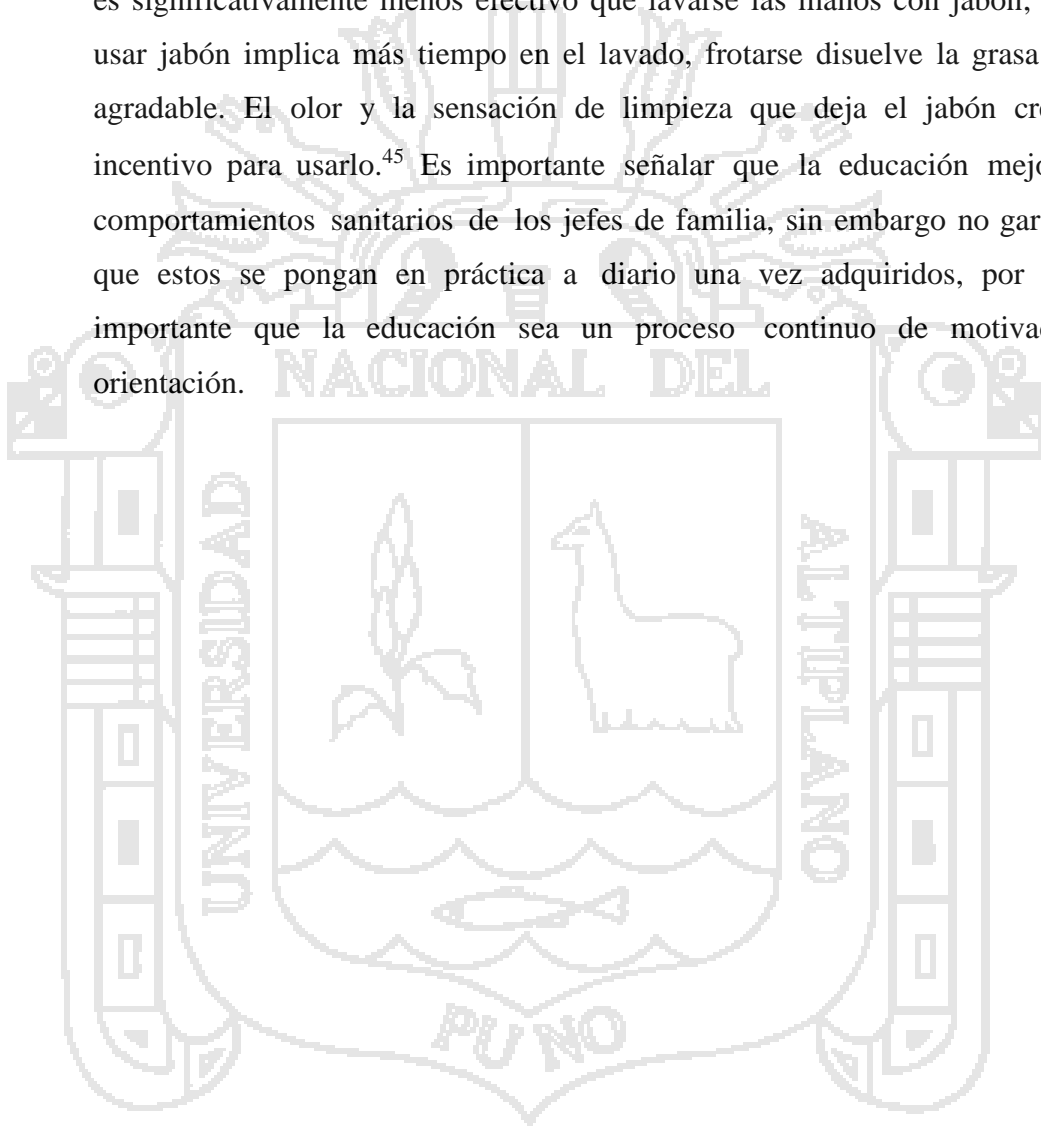 es significativamente menos efectivo que lavarse las manos con jabón,
usar jabón implica más tiempo en el lavado, frotarse disuelve la grasa
agradable. El olor y la sensación de limpieza que deja el jabón
incentivo para usarlo.45 Es importante señalar que la educación
comportamientos sanitarios de los jefes de familia, sin embargo no
que estos se pongan en práctica a diario una vez adquiridos, por
importante que la educación sea un proceso continuo de
orientación.
NACIONAL DEL
UNIVERSIDAD
ALTIPLANO
PUNO